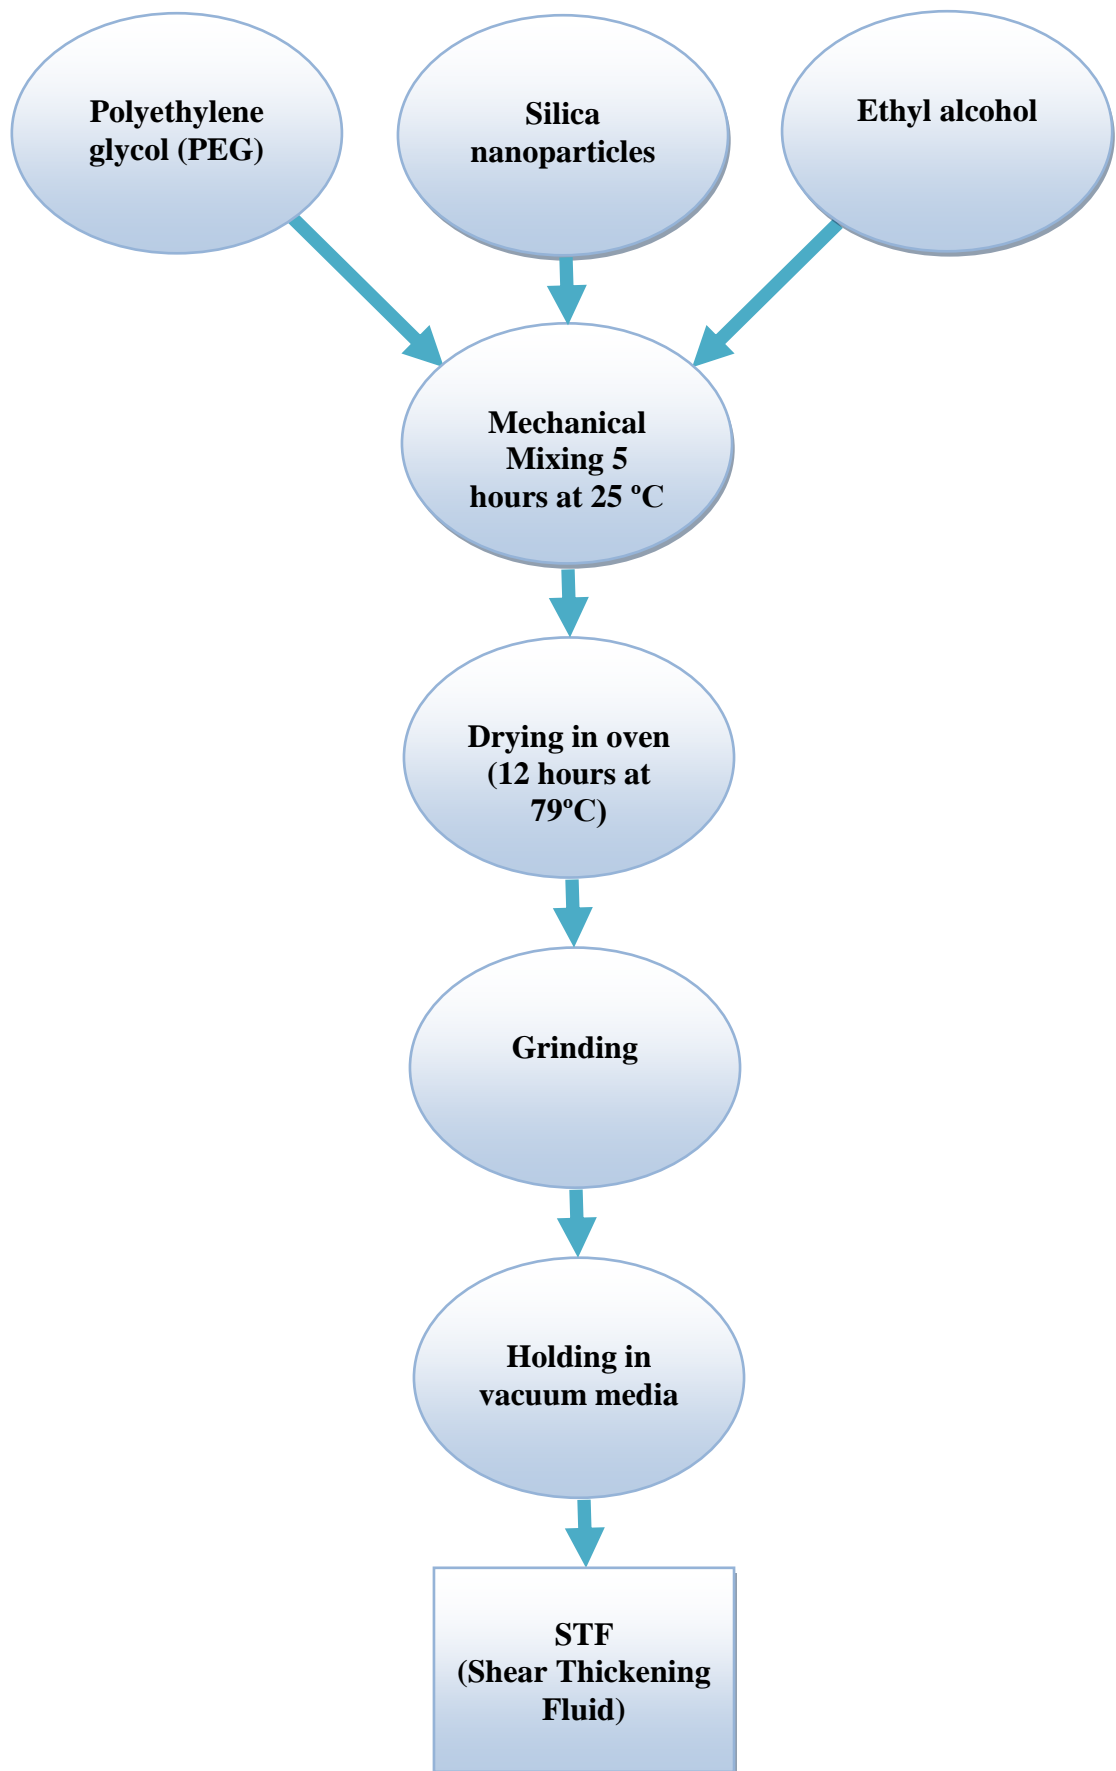 Polyethylene
glycol (PEG)
Silica
nanoparticles
Ethyl alcohol
Mechanical
Mixing 5
hours at 25 ºC
Drying in oven
(12 hours at
79ºC)
Grinding
Holding in
vacuum media
STF
(Shear Thickening
Fluid)